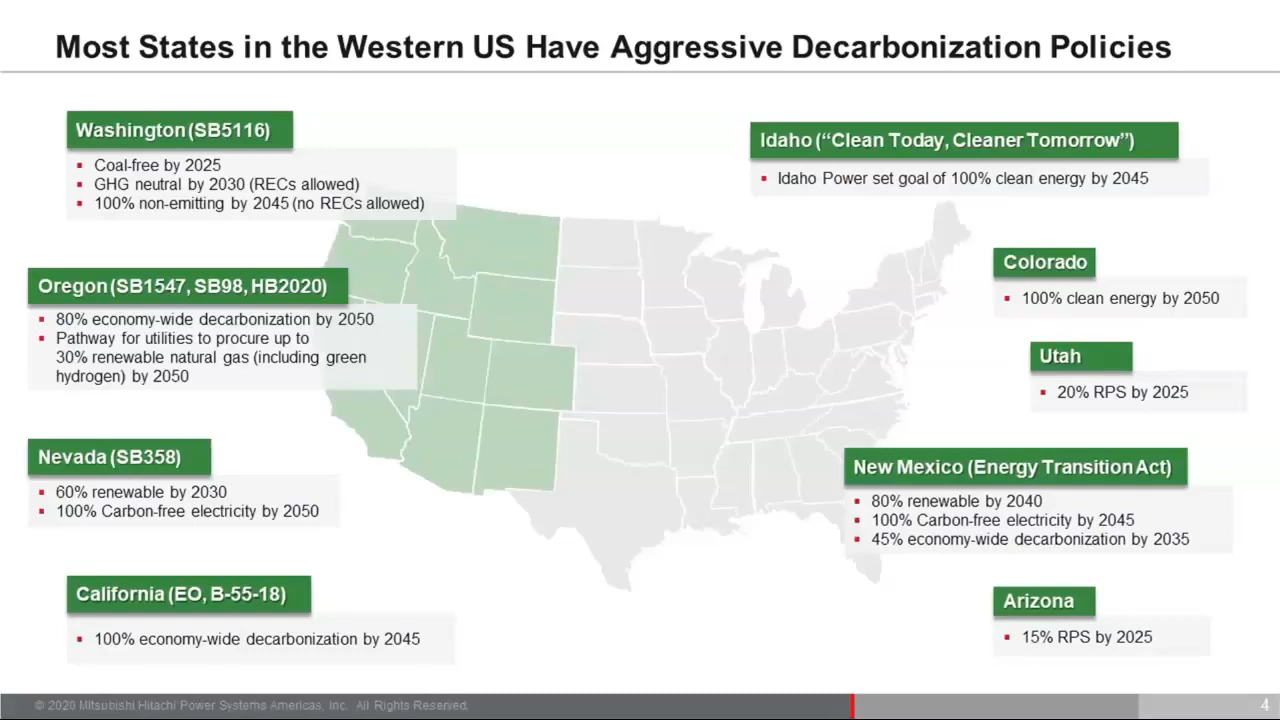 Most States in the Western US Have Aggressive Decarbonization Policies
Washington (SB5116)
▪ Coal-free by 2025
▪ GHG neutral by 2030 (RECs allowed)
▪ 100% non-emitting by 2045 (no RECs allowed)
Oregon (SB1547, SB98, HB2020)
▪ 80% economy-wide decarbonization by 2050
▪ Pathway for utilities to procure up to
30% renewable natural gas (including green
hydrogen) by 2050
Nevada (SB358)
▪ 60% renewable by 2030
▪ 100% Carbon-free electricity by 2050
California (EO, B-55-18)
▪ 100% economy-wide decarbonization by 2045
Idaho (“Clean Today, Cleaner Tomorrow”)
▪ Idaho Power set goal of 100% clean energy by 2045
Colorado
▪ 100% clean energy by 2050
Utah
▪ 20% RPS by 2025
New Mexico (Energy Transition Act)
▪ 80% renewable by 2040
▪ 100% Carbon-free electricity by 2045
▪ 45% economy-wide decarbonization by 2035
Arizona
▪ 15% RPS by 2025
© 2020 Mitsubishi Hitachi Power Systems Americas, Inc. All Rights Reserved.
4